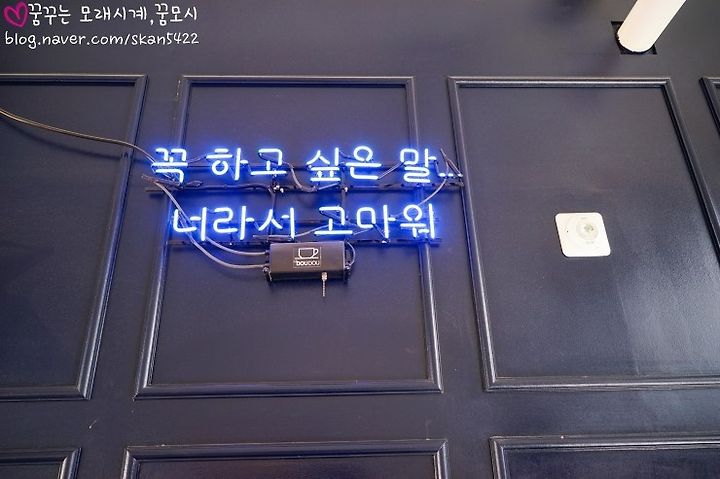 꿈꾸는 모래시계,꿈모시
blog.naver.com/skan5422
꼭 하고 싶은 말...
너라서 고마워
DOUDOU